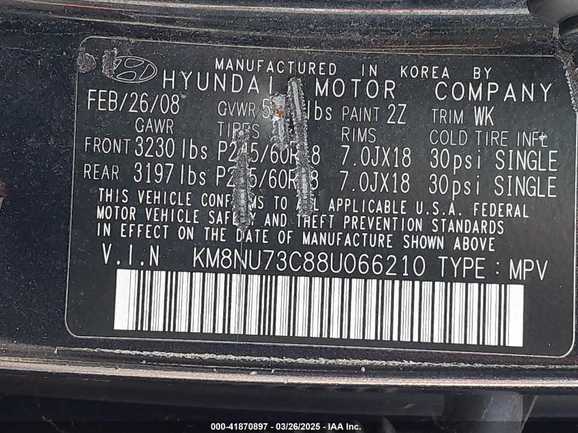 MANUFACTURED IN KOREA BY
HYUNDAI MOTOR COMPANY
FEB/26/08 GVWR lbs PAINT 2Z TRIM WK
GAWR TIRES RIMS COLD TIRE INFL
FRONT 3230 lbs 7.0JX18 30psi SINGLE
REAR 3197 lbs 7.0JX18 30psi SINGLE
THIS VEHICLE CONFORMS TO ALL APPLICABLE U.S.A. FEDERAL
MOTOR VEHICLE SAFETY AND THEFT PREVENTION STANDARDS
IN EFFECT ON THE DATE OF MANUFACTURE SHOWN ABOVE
V.I.N KM8NU73C88U066210 TYPE : MPV
00-41870897 · 03/26/2025 · IAA Inc.